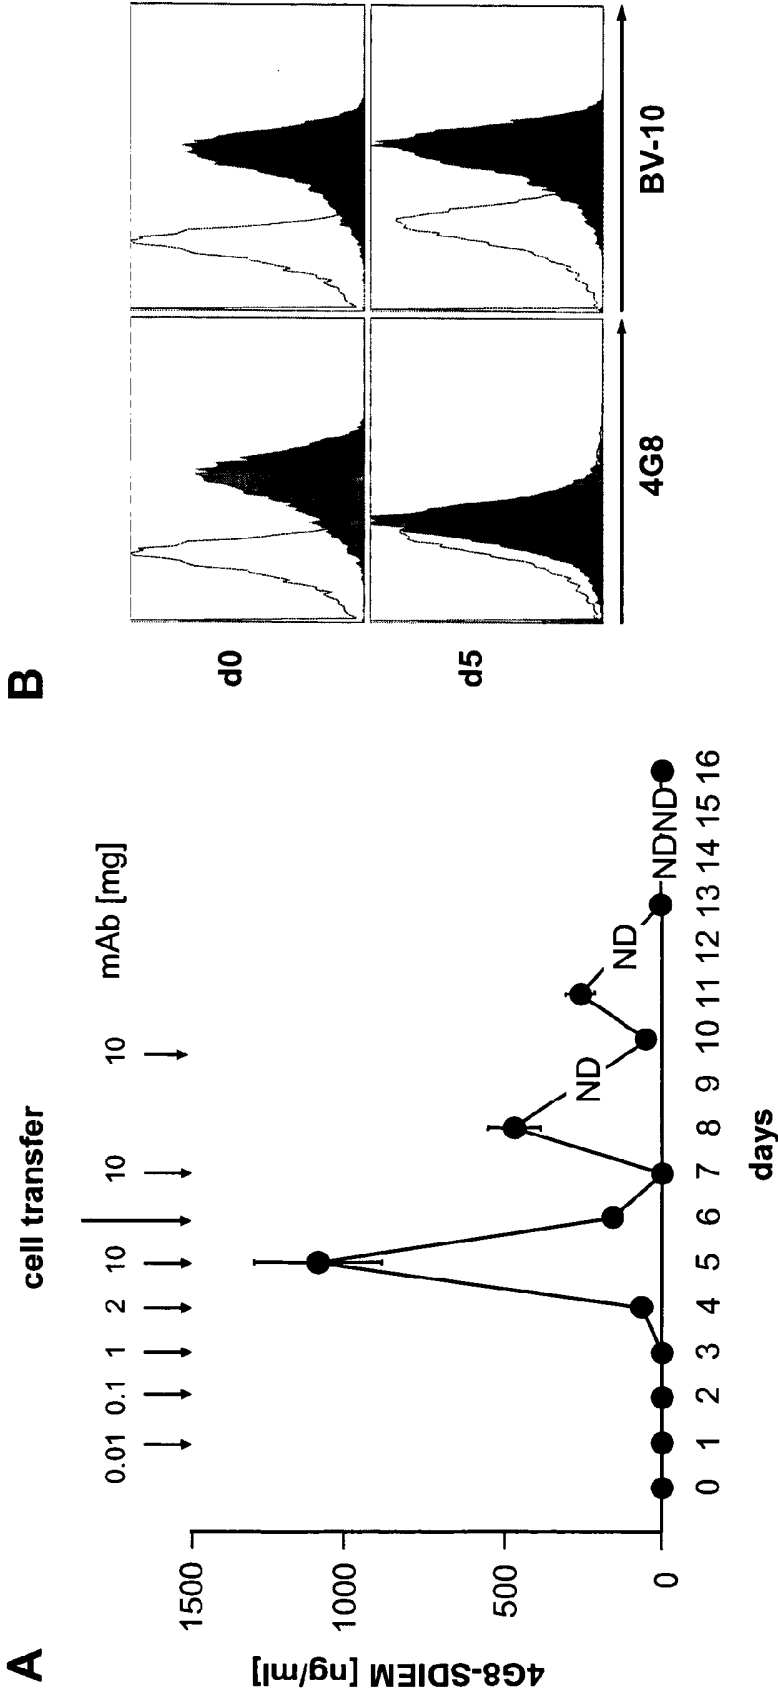 A
cell transfer
0.01 0.1 1 2 10 10 10 mAb [mg]
4G8-SDIEM [ng/ml]
1500
1000
500
0
ND
ND
NDND
0 1 2 3 4 5 6 7 8 9 10 11 12 13 14 15 16
days
B
d0
d5
4G8
BV-10